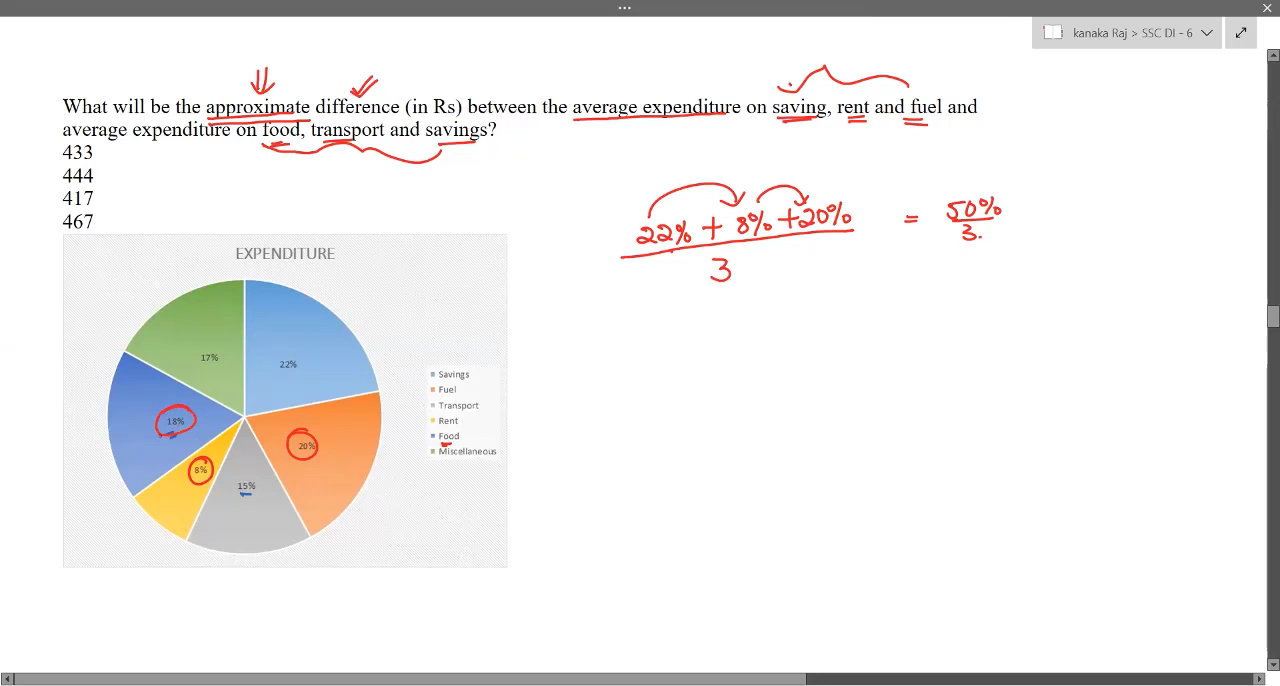 kanaka Raj > SSC DI - 6
What will be the approximate difference (in Rs) between the average expenditure on saving, rent and fuel and
average expenditure on food, transport and savings?
433
444
417
467
22% + 8% + 20% = 50%
3 3
EXPENDITURE
17%
22%
18%
20%
8%
15%
Savings
Fuel
Transport
Rent
Food
Miscellaneous